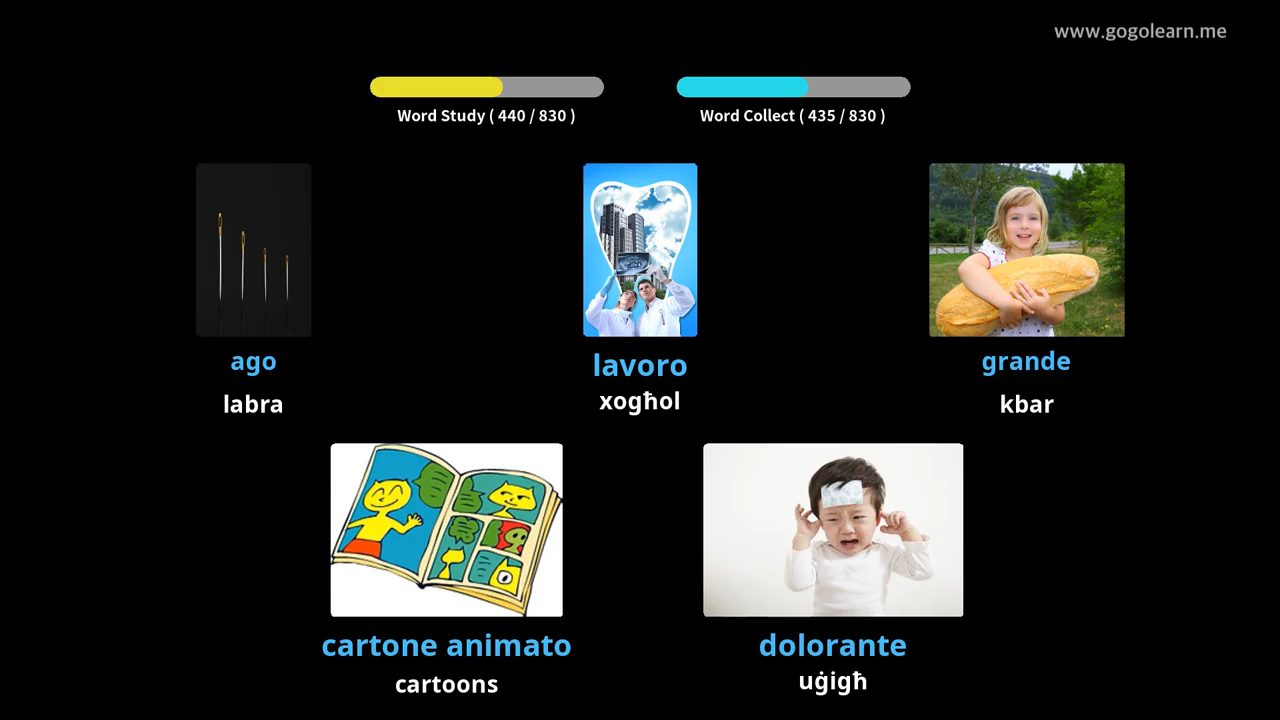 www.gogolearn.me
Word Study ( 440 / 830 )
Word Collect ( 435 / 830 )
ago
labra
lavoro
xogħol
grande
kbar
cartone animato
cartoons
dolorante
uġigħ